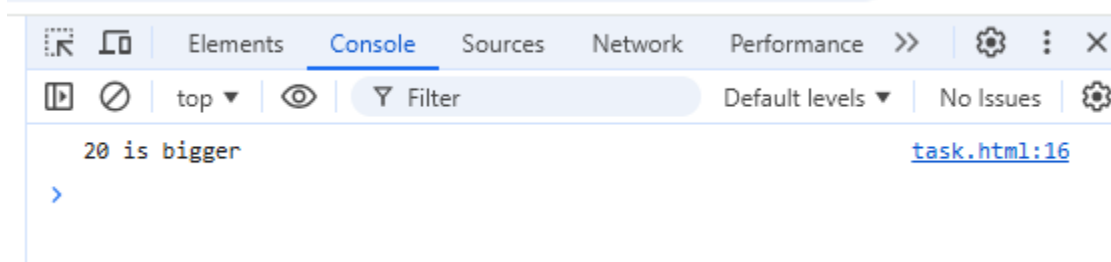 Elements Console Sources Network Performance
top Filter Default levels No Issues
20 is bigger task.html:16